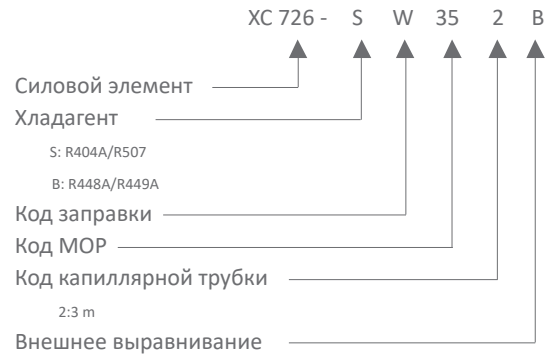 XC 726 - S W 35 2 B
Силовой элемент
Хладагент
S: R404A/R507
B: R448A/R449A
Код заправки
Код MOP
Код капиллярной трубки
2:3 m
Внешнее выравнивание